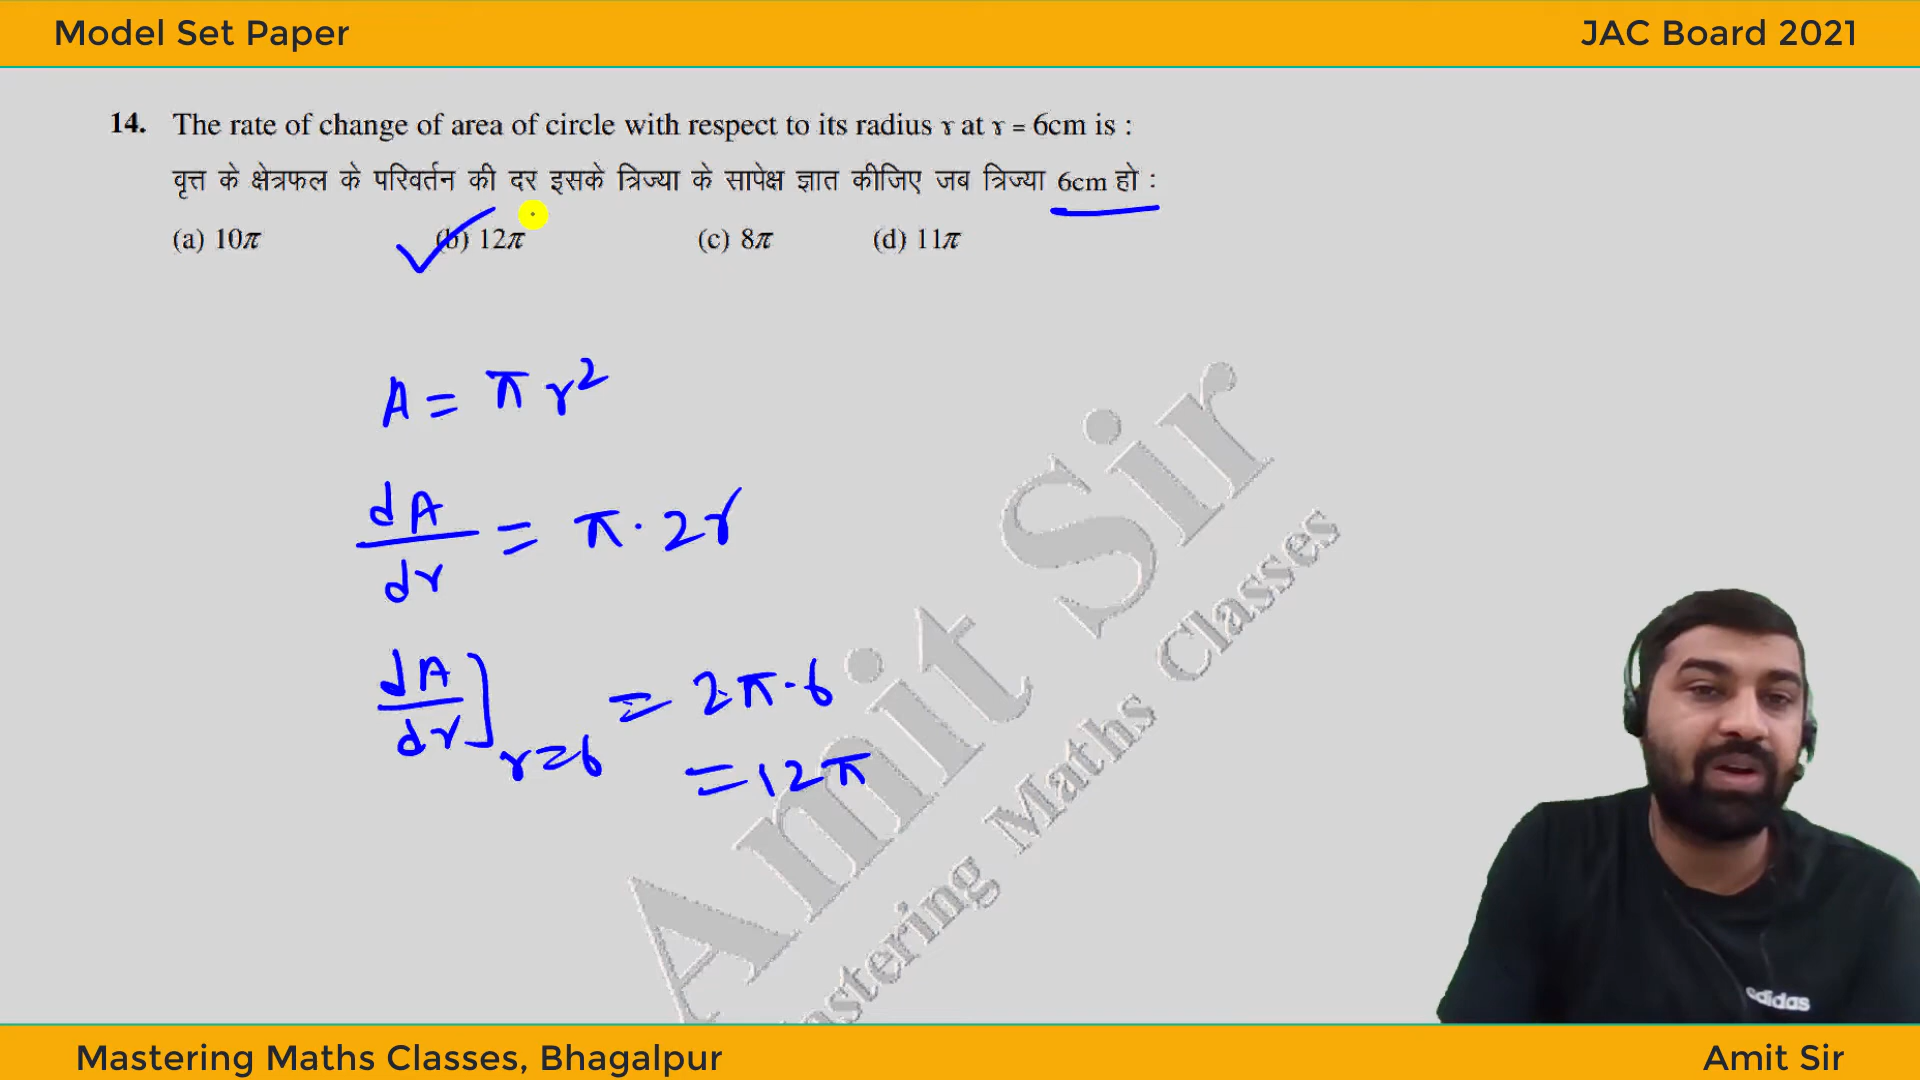 Model Set Paper
JAC Board 2021
14. The rate of change of area of circle with respect to its radius r at r = 6cm is :
वृत्त के क्षेत्रफल के परिवर्तन की दर इसके त्रिज्या के सापेक्ष ज्ञात कीजिए जब त्रिज्या 6cm हो :
(a) 10π (b) 12π (c) 8π (d) 11π
A = π r²
dA/dr = π · 2r
dA/dr]r=6 = 2π·6
= 12π
Amit Sir
Mastering Maths Classes
adidas
Mastering Maths Classes, Bhagalpur
Amit Sir